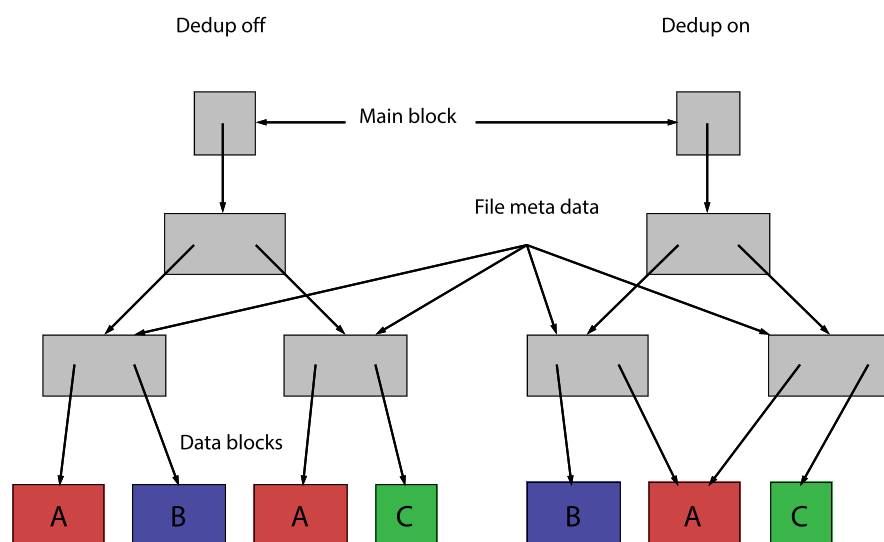 Dedup off
Dedup on
Main block
File meta data
Data blocks
A
B
A
C
B
A
C